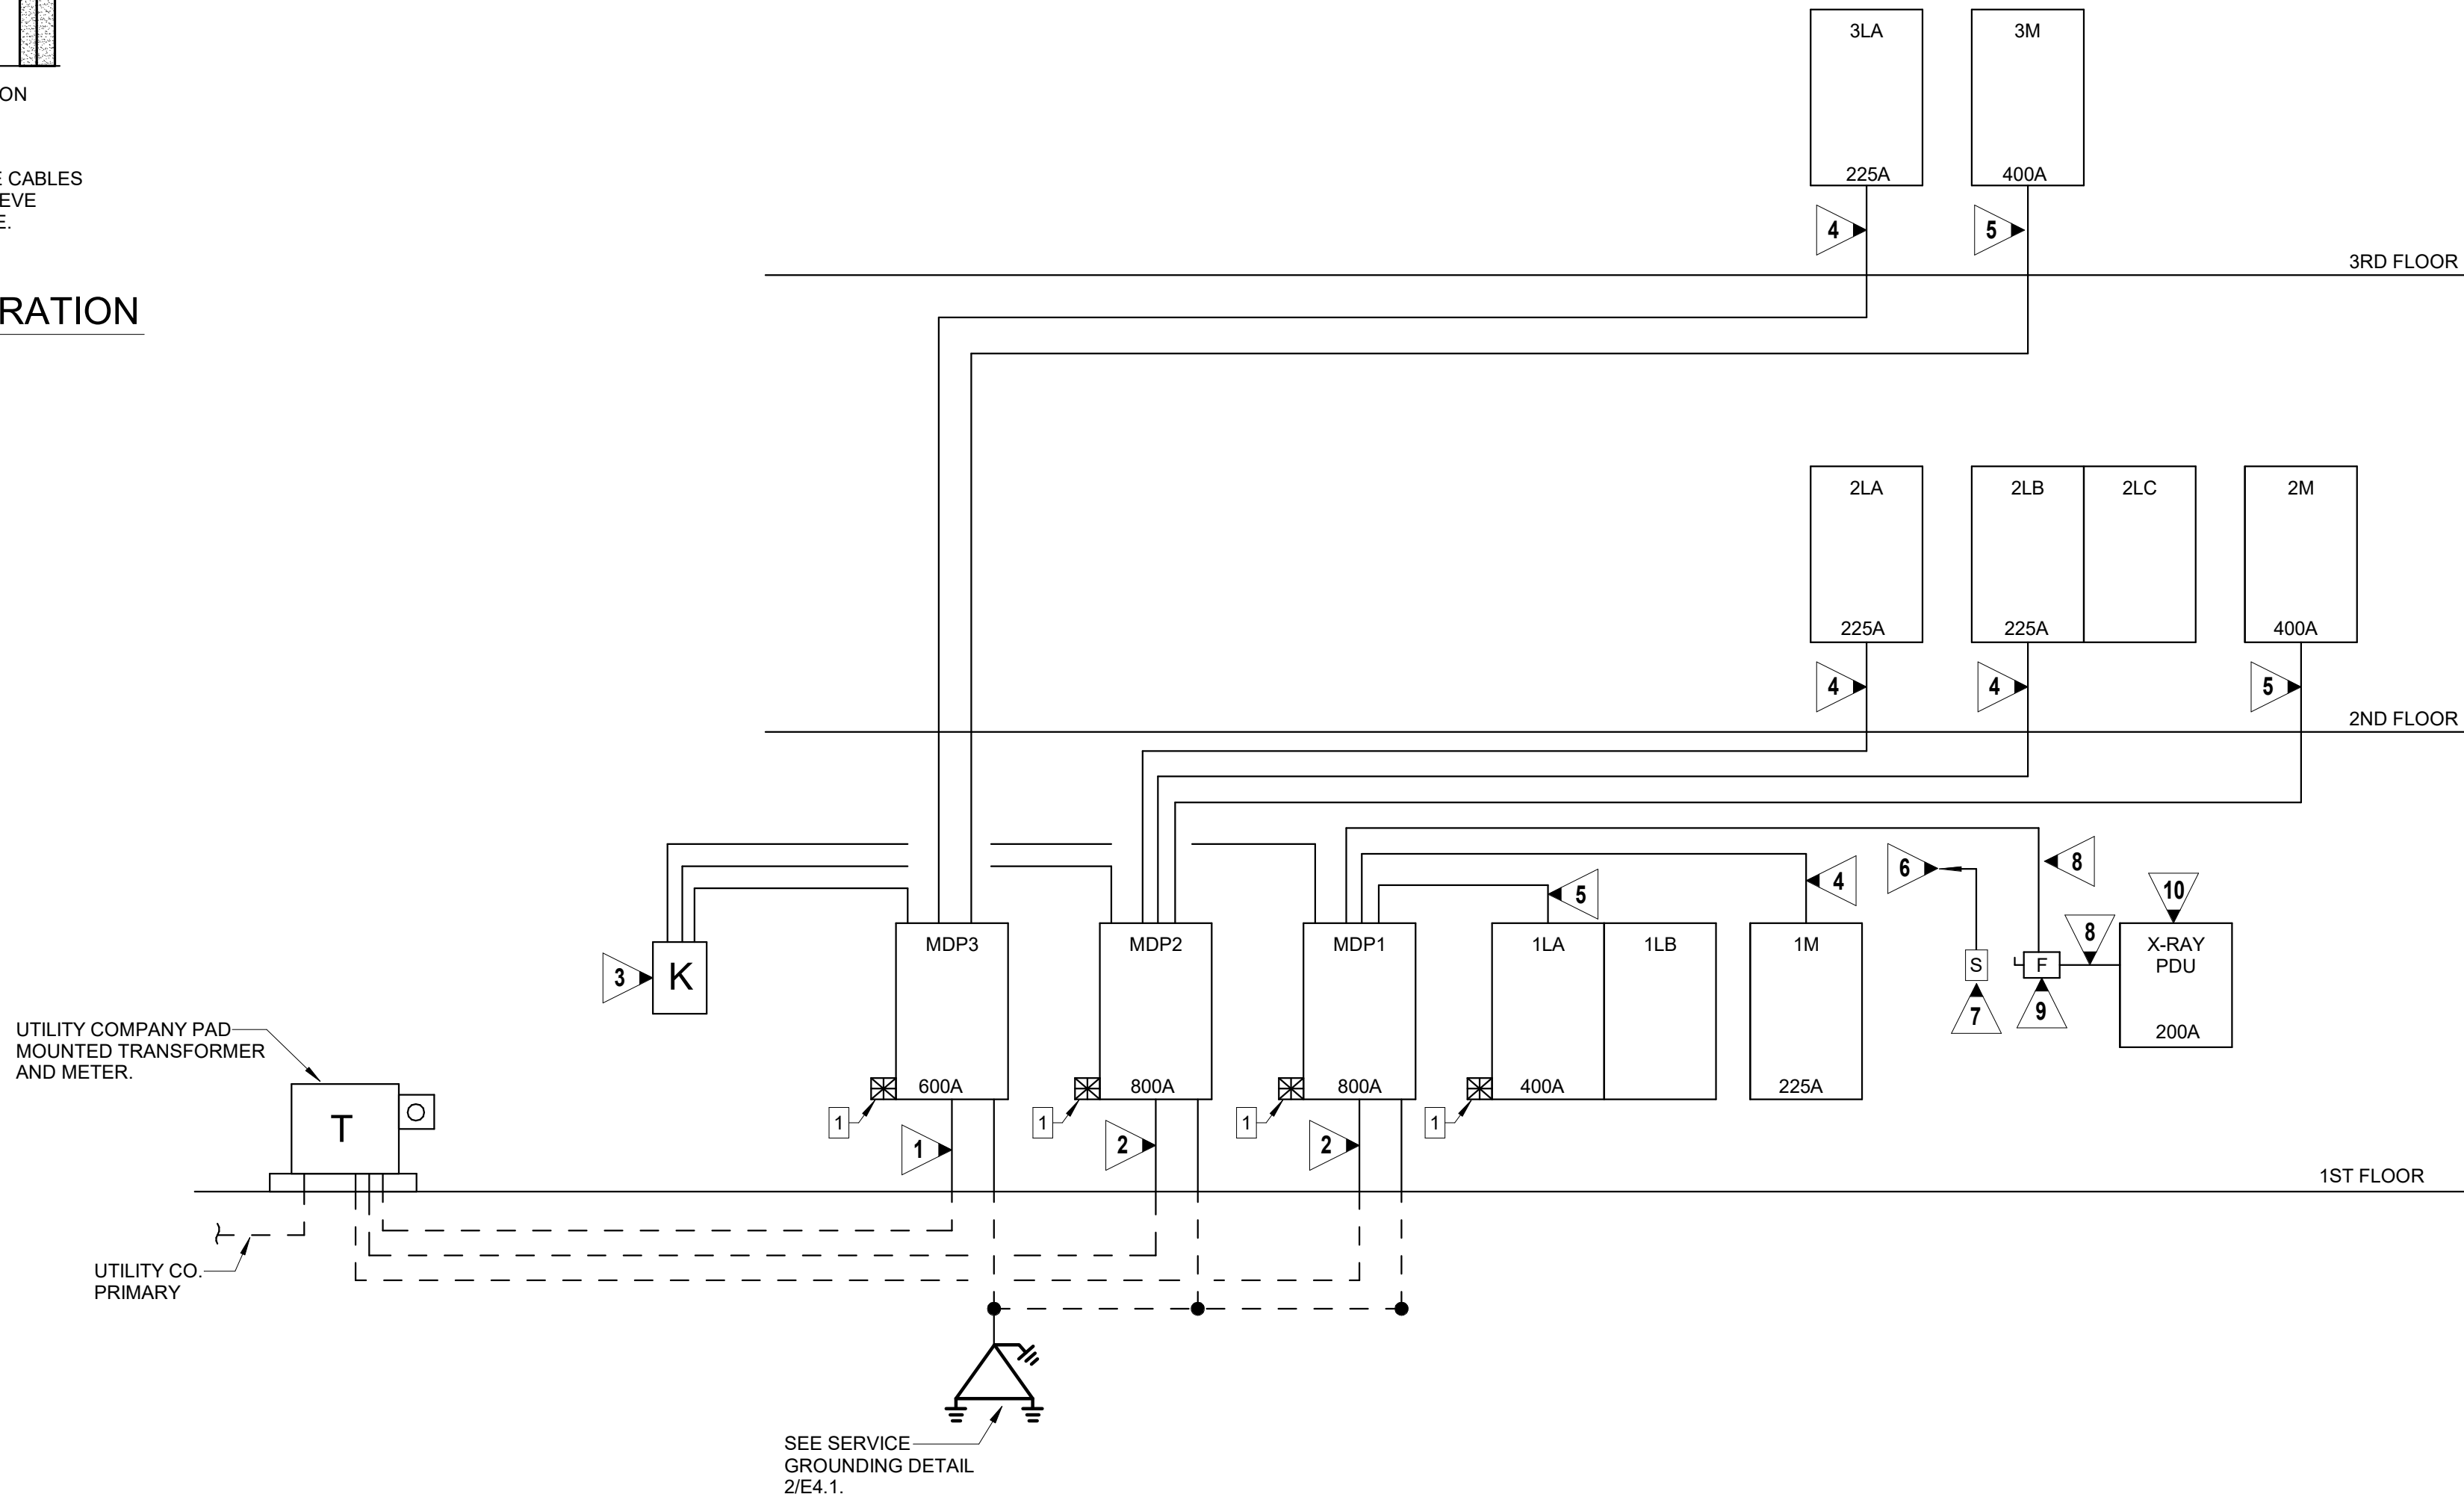 3LA
3M
225A
400A
4
5
3RD FLOOR
ON
E CABLES
EVE
E.
RATION
2LA
2LB
2LC
2M
225A
225A
400A
4
4
5
2ND FLOOR
6
8
4
5
10
8
3
K
MDP3
MDP2
MDP1
1LA
1LB
1M
S
F
X-RAY
PDU
7
9
200A
UTILITY COMPANY PAD
MOUNTED TRANSFORMER
AND METER.
600A
800A
800A
400A
225A
1
1
1
1
T
1
2
2
1ST FLOOR
UTILITY CO.
PRIMARY
SEE SERVICE
GROUNDING DETAIL
2/E4.1.